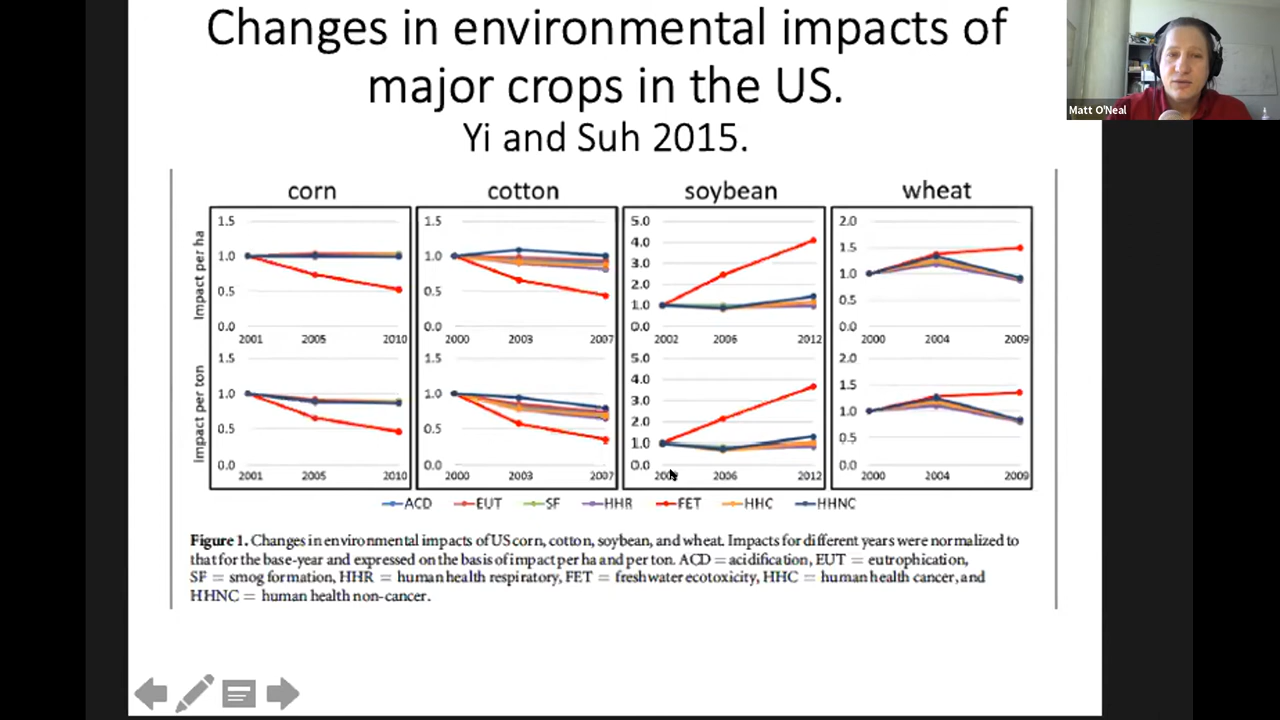 Changes in environmental impacts of
major crops in the US.
Yi and Suh 2015.
Matt O'Neal
corn cotton soybean wheat
Impact per ha
1.5 1.0 0.5 0.0
2001 2005 2010
1.5 1.0 0.5 0.0
2000 2003 2007
5.0 4.0 3.0 2.0 1.0 0.0
2002 2006 2012
2.0 1.5 1.0 0.5 0.0
2000 2004 2009
Impact per ton
1.5 1.0 0.5 0.0
2001 2005 2010
1.5 1.0 0.5 0.0
2000 2003 2007
5.0 4.0 3.0 2.0 1.0 0.0
2006 2012
2.0 1.5 1.0 0.5 0.0
2000 2004 2009
ACD EUT SF HHR FET HHC HHNC
Figure 1. Changes in environmental impacts of US corn, cotton, soybean, and wheat. Impacts for different years were normalized to
that for the base-year and expressed on the basis of impact per ha and per ton. ACD = acidification, EUT = eutrophication,
SF = smog formation, HHR = human health respiratory, FET = freshwater ecotoxicity, HHC = human health cancer, and
HHNC = human health non-cancer.